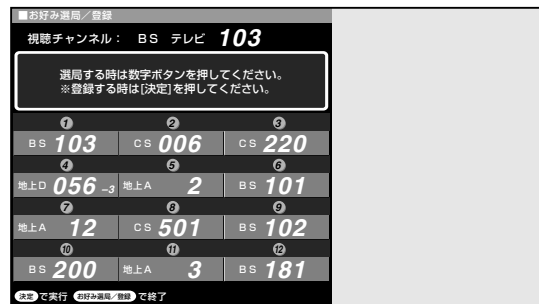 ■お好み選局／登録
視聴チャンネル： BS テレビ 103
選局する時は数字ボタンを押してください。
※登録する時は[決定]を押してください。
① ② ③
BS 103 CS 006 CS 220
④ ⑤ ⑥
地上D 056-3 地上A 2 BS 101
⑦ ⑧ ⑨
地上A 12 CS 501 BS 102
⑩ ⑪ ⑫
BS 200 地上A 3 BS 181
決定 で実行 お好み選局／登録 で終了